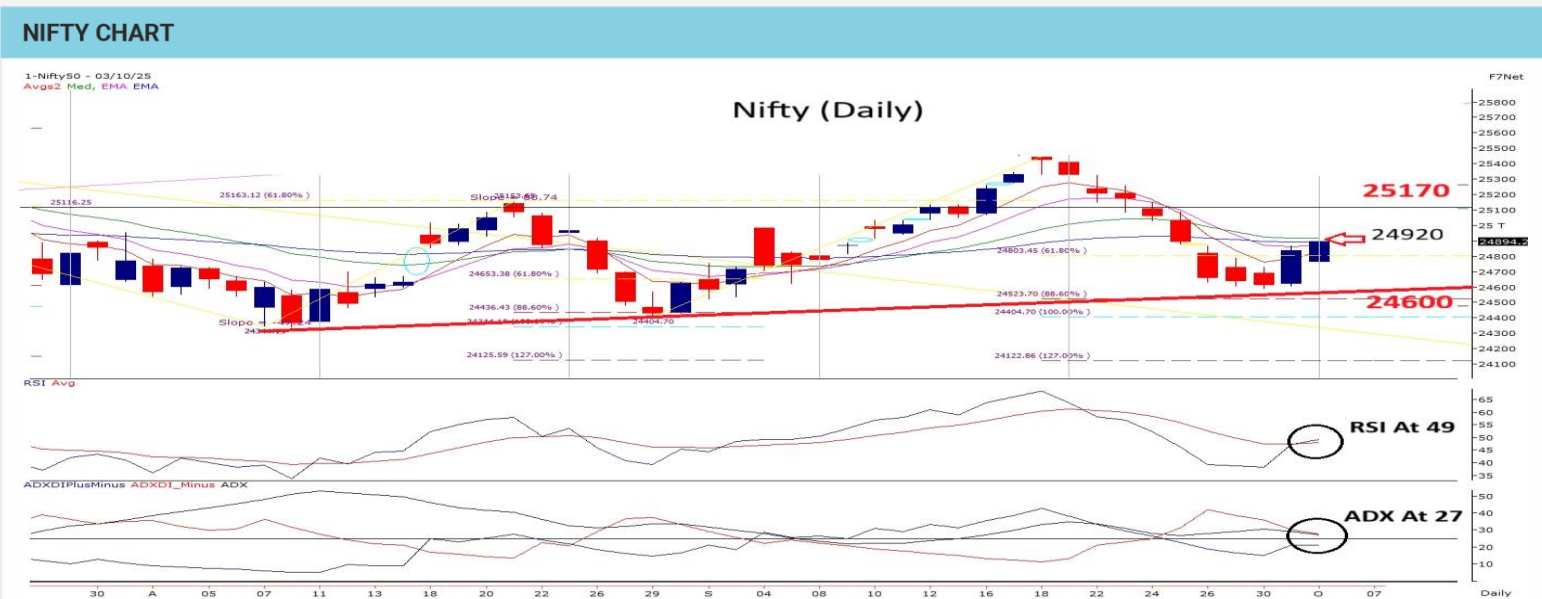 NIFTY CHART
1-Nifty50 - 03/10/25
F7Net
Avgs2 Med, EMA EMA
Nifty (Daily)
25800
25700
25600
25500
25400
25300
25200
25100
25 T
24894.2
24800
24700
24600
24500
24400
24300
24200
24100
25163.12 (61.80% )
25116.25
25170
24920
24803.45 (61.80% )
24653.38 (61.80% )
24523.70 (88.60% )
24600
24436.43 (88.60% )
24404.70 (100.00% )
24404.70
24125.59 (127.00% )
24122.86 (127.00% )
RSI Avg
65
60
55
50
45
40
35
RSI At 49
ADXDIPlusMinus ADXDI_Minus ADX
50
40
30
20
10
ADX At 27
30 A 05 07 11 13 18 20 22 26 29 S 04 08 10 12 16 18 22 24 26 30 O 07 Daily